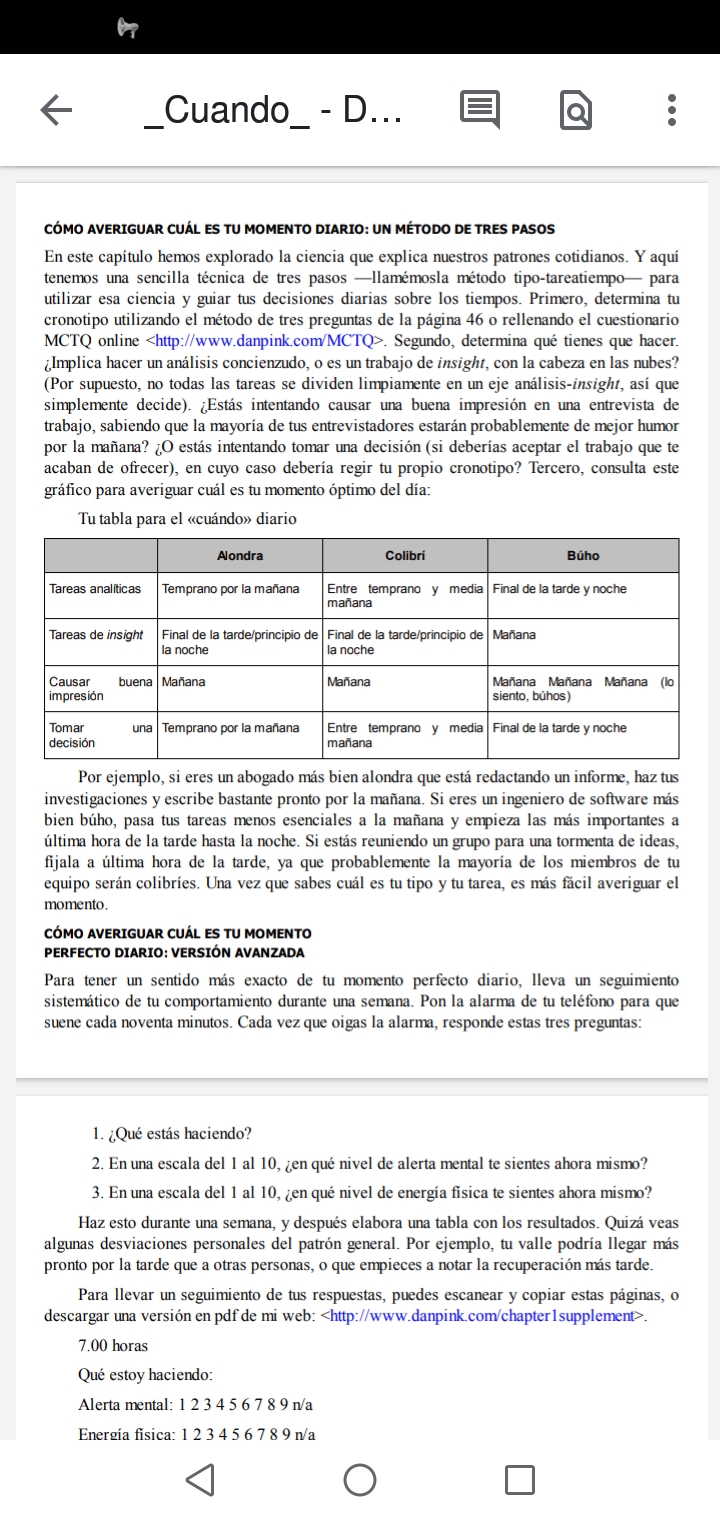 _Cuando_ - D...
CÓMO AVERIGUAR CUÁL ES TU MOMENTO DIARIO: UN MÉTODO DE TRES PASOS
En este capítulo hemos explorado la ciencia que explica nuestros patrones cotidianos. Y aquí
tenemos una sencilla técnica de tres pasos —llamémosla método tipo-tareatiempo— para
utilizar esa ciencia y guiar tus decisiones diarias sobre los tiempos. Primero, determina tu
cronotipo utilizando el método de tres preguntas de la página 46 o rellenando el cuestionario
MCTQ online <http://www.danpink.com/MCTQ>. Segundo, determina qué tienes que hacer.
¿Implica hacer un análisis concienzudo, o es un trabajo de insight, con la cabeza en las nubes?
(Por supuesto, no todas las tareas se dividen limpiamente en un eje análisis-insight, así que
simplemente decide). ¿Estás intentando causar una buena impresión en una entrevista de
trabajo, sabiendo que la mayoría de tus entrevistadores estarán probablemente de mejor humor
por la mañana? ¿O estás intentando tomar una decisión (si deberías aceptar el trabajo que te
acaban de ofrecer), en cuyo caso debería regir tu propio cronotipo? Tercero, consulta este
gráfico para averiguar cuál es tu momento óptimo del día:
Tu tabla para el «cuándo» diario
Alondra Colibrí Búho
Tareas analíticas Temprano por la mañana Entre temprano y media Final de la tarde y noche
mañana
Tareas de insight Final de la tarde/principio de Final de la tarde/principio de Mañana
la noche la noche
Causar buena Mañana Mañana Mañana Mañana Mañana (lo
impresión siento, búhos)
Tomar una Temprano por la mañana Entre temprano y media Final de la tarde y noche
decisión mañana
Por ejemplo, si eres un abogado más bien alondra que está redactando un informe, haz tus
investigaciones y escribe bastante pronto por la mañana. Si eres un ingeniero de software más
bien búho, pasa tus tareas menos esenciales a la mañana y empieza las más importantes a
última hora de la tarde hasta la noche. Si estás reuniendo un grupo para una tormenta de ideas,
fíjala a última hora de la tarde, ya que probablemente la mayoría de los miembros de tu
equipo serán colibríes. Una vez que sabes cuál es tu tipo y tu tarea, es más fácil averiguar el
momento.
CÓMO AVERIGUAR CUÁL ES TU MOMENTO
PERFECTO DIARIO: VERSIÓN AVANZADA
Para tener un sentido más exacto de tu momento perfecto diario, lleva un seguimiento
sistemático de tu comportamiento durante una semana. Pon la alarma de tu teléfono para que
suene cada noventa minutos. Cada vez que oigas la alarma, responde estas tres preguntas:
1. ¿Qué estás haciendo?
2. En una escala del 1 al 10, ¿en qué nivel de alerta mental te sientes ahora mismo?
3. En una escala del 1 al 10, ¿en qué nivel de energía física te sientes ahora mismo?
Haz esto durante una semana, y después elabora una tabla con los resultados. Quizá veas
algunas desviaciones personales del patrón general. Por ejemplo, tu valle podría llegar más
pronto por la tarde que a otras personas, o que empieces a notar la recuperación más tarde.
Para llevar un seguimiento de tus respuestas, puedes escanear y copiar estas páginas, o
descargar una versión en pdf de mi web: <http://www.danpink.com/chapter1supplement>.
7.00 horas
Qué estoy haciendo:
Alerta mental: 1 2 3 4 5 6 7 8 9 n/a
Energía física: 1 2 3 4 5 6 7 8 9 n/a